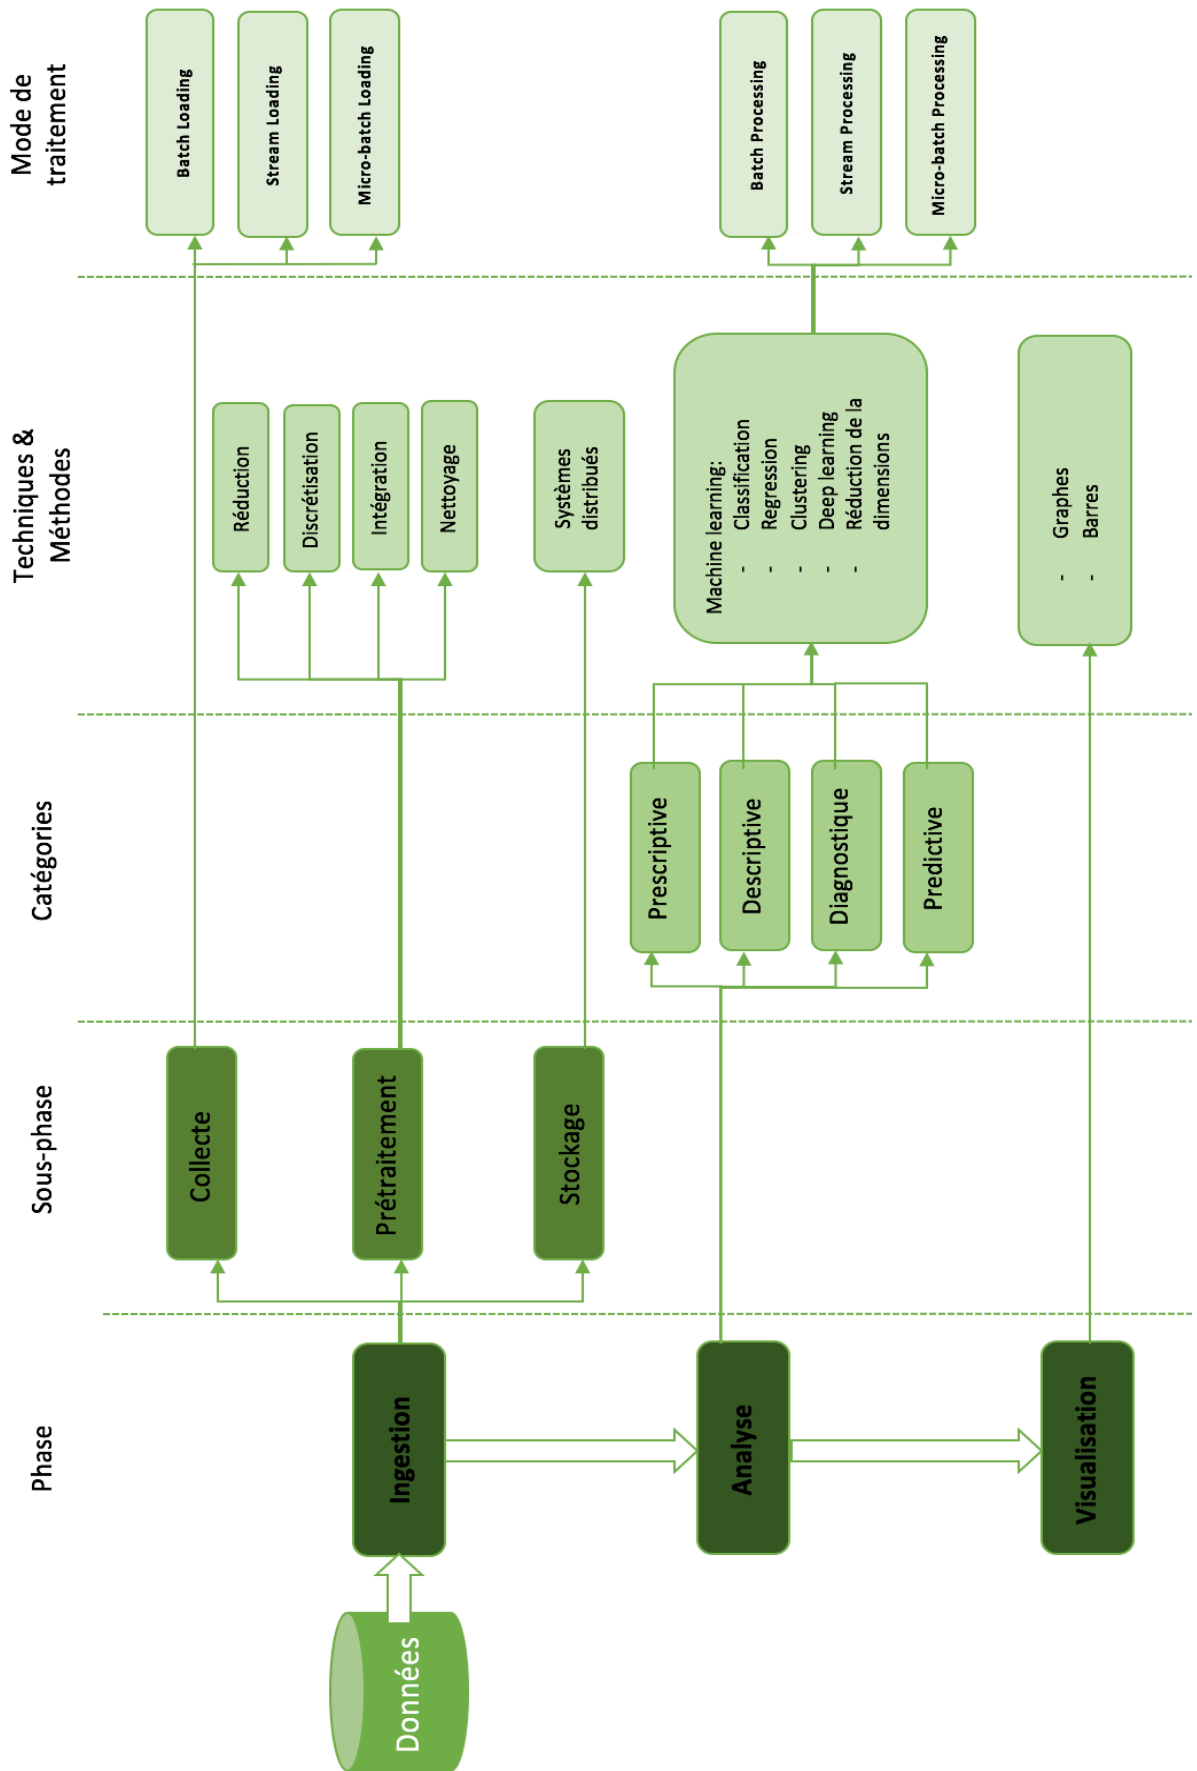 Phase
Sous-phase
Catégories
Techniques &
Méthodes
Mode de
traitement
Données
Ingestion
Collecte
Batch Loading
Stream Loading
Micro-batch Loading
Prétraitement
Réduction
Discrétisation
Intégration
Nettoyage
Stockage
Systèmes
distribués
Analyse
Prescriptive
Descriptive
Diagnostique
Predictive
Machine learning:
- Classification
- Regression
- Clustering
- Deep learning
- Réduction de la
dimensions
Batch Processing
Stream Processing
Micro-batch Processing
Visualisation
- Graphes
- Barres